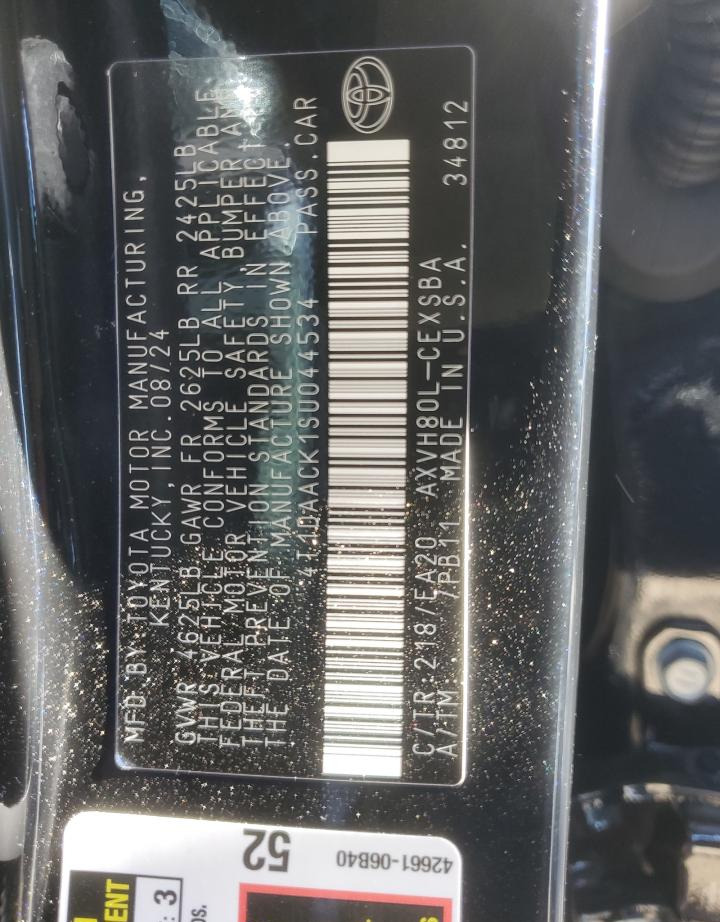 MFD BY TOYOTA MOTOR MANUFACTURING,
KENTUCKY, INC. 08/24
GVWR 4625LB GAWR FR 2625LB RR 2425LB
THIS VEHICLE CONFORMS TO ALL APPLICABLE
FEDERAL MOTOR VEHICLE SAFETY, BUMPER, AND
THEFT PREVENTION STANDARDS IN EFFECT
THE DATE OF MANUFACTURE SHOWN ABOVE.
4T1DAACK1SU044534 PASS.CAR
C/TR:218/EA20 AXVH80L-CEXSBA
A/TM 7PB11 MADE IN U.S.A. 34812
52
42661-06B40
: 3